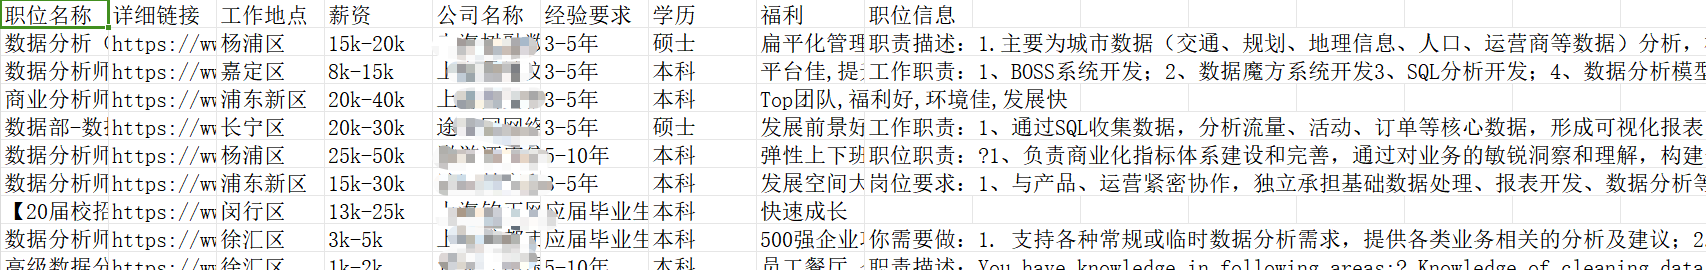 职位名称 详细链接 工作地点 薪资 公司名称 经验要求 学历 福利 职位信息
数据分析（ https://ww 杨浦区 15k-20k 3-5年 硕士 扁平化管理 职责描述：1.主要为城市数据（交通、规划、地理信息、人口、运营商等数据）分析，
数据分析师 https://ww 嘉定区 8k-15k 上 3-5年 本科 平台佳,提升 工作职责：1、BOSS系统开发；2、数据魔方系统开发3、SQL分析开发；4、数据分析模型
商业分析师 https://ww 浦东新区 20k-40k 上 3-5年 本科 Top团队,福利好,环境佳,发展快
数据部-数据 https://ww 长宁区 20k-30k 途 3-5年 硕士 发展前景好 工作职责：1、通过SQL收集数据，分析流量、活动、订单等核心数据，形成可视化报表
数据分析师 https://ww 杨浦区 25k-50k 5-10年 本科 弹性上下班 职位职责：?1、负责商业化指标体系建设和完善，通过对业务的敏锐洞察和理解，构建
数据分析师 https://ww 浦东新区 15k-30k 3-5年 本科 发展空间大 岗位要求：1、与产品、运营紧密协作，独立承担基础数据处理、报表开发、数据分析等
【20届校招 https://ww 闵行区 13k-25k 应届毕业生 本科 快速成长
数据分析师 https://ww 徐汇区 3k-5k 上 应届毕业生 本科 500强企业 你需要做：1. 支持各种常规或临时数据分析需求，提供各类业务相关的分析及建议；2.
高级数据分 https://ww 徐汇区 1k-2k 5-10年 本科 员工餐厅 职责描述：You have knowledge in following areas:? Knowledge of cleaning data